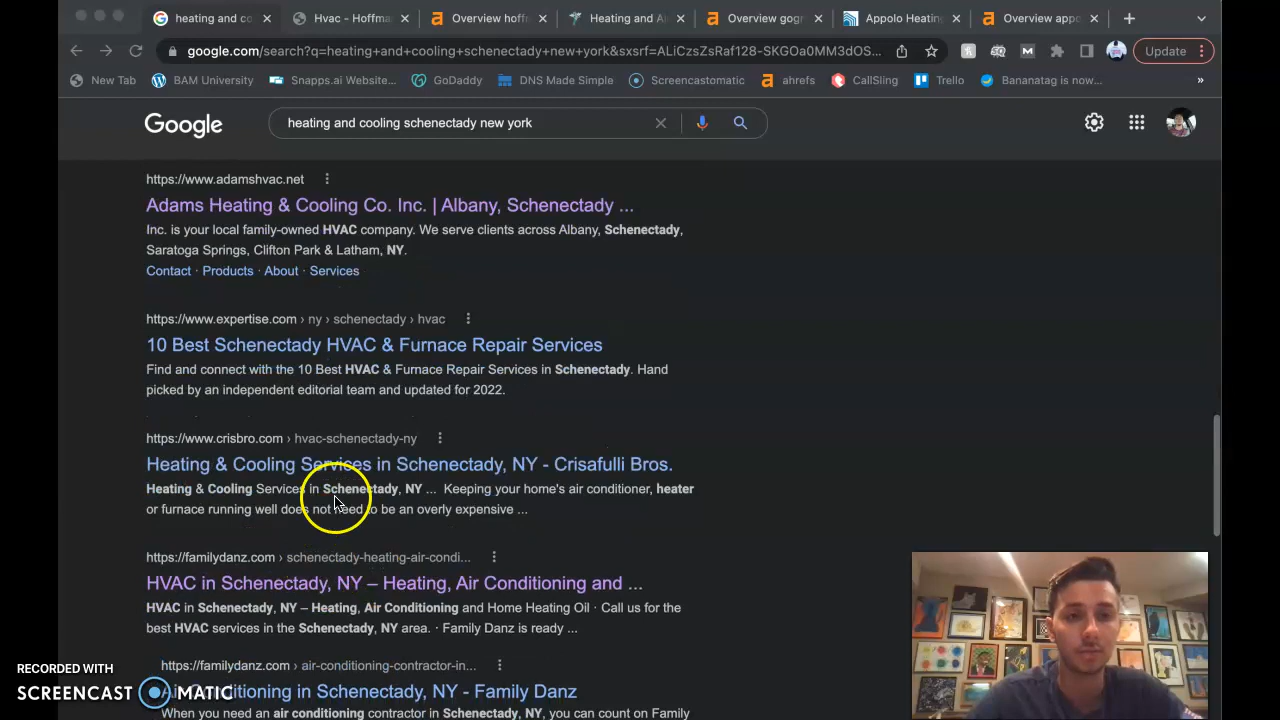 heating and co
Hvac - Hoffma
Overview hoff
Heating and Ai
Overview gogr
Appolo Heating
Overview appo
google.com/search?q=heating+and+cooling+schenectady+new+york&sxsrf=ALiCzsZsRaf128-SKGOa0MM3dOS...
Update
New Tab
BAM University
Snapps.ai Website...
GoDaddy
DNS Made Simple
Screencastomatic
ahrefs
CallSling
Trello
Bananatag is now...
»
Google
heating and cooling schenectady new york
https://www.adamshvac.net
Adams Heating & Cooling Co. Inc. | Albany, Schenectady ...
Inc. is your local family-owned HVAC company. We serve clients across Albany, Schenectady,
Saratoga Springs, Clifton Park & Latham, NY.
Contact · Products · About · Services
https://www.expertise.com › ny › schenectady › hvac
10 Best Schenectady HVAC & Furnace Repair Services
Find and connect with the 10 Best HVAC & Furnace Repair Services in Schenectady. Hand
picked by an independent editorial team and updated for 2022.
https://www.crisbro.com › hvac-schenectady-ny
Heating & Cooling Services in Schenectady, NY - Crisafulli Bros.
Heating & Cooling Services in Schenectady, NY ... Keeping your home's air conditioner, heater
or furnace running well does not need to be an overly expensive ...
https://familydanz.com › schenectady-heating-air-condi...
HVAC in Schenectady, NY – Heating, Air Conditioning and ...
HVAC in Schenectady, NY – Heating, Air Conditioning and Home Heating Oil · Call us for the
best HVAC services in the Schenectady, NY area. · Family Danz is ready ...
https://familydanz.com › air-conditioning-contractor-in...
Air Conditioning in Schenectady, NY - Family Danz
When you need an air conditioning contractor in Schenectady, NY, you can count on Family
RECORDED WITH
SCREENCAST MATIC